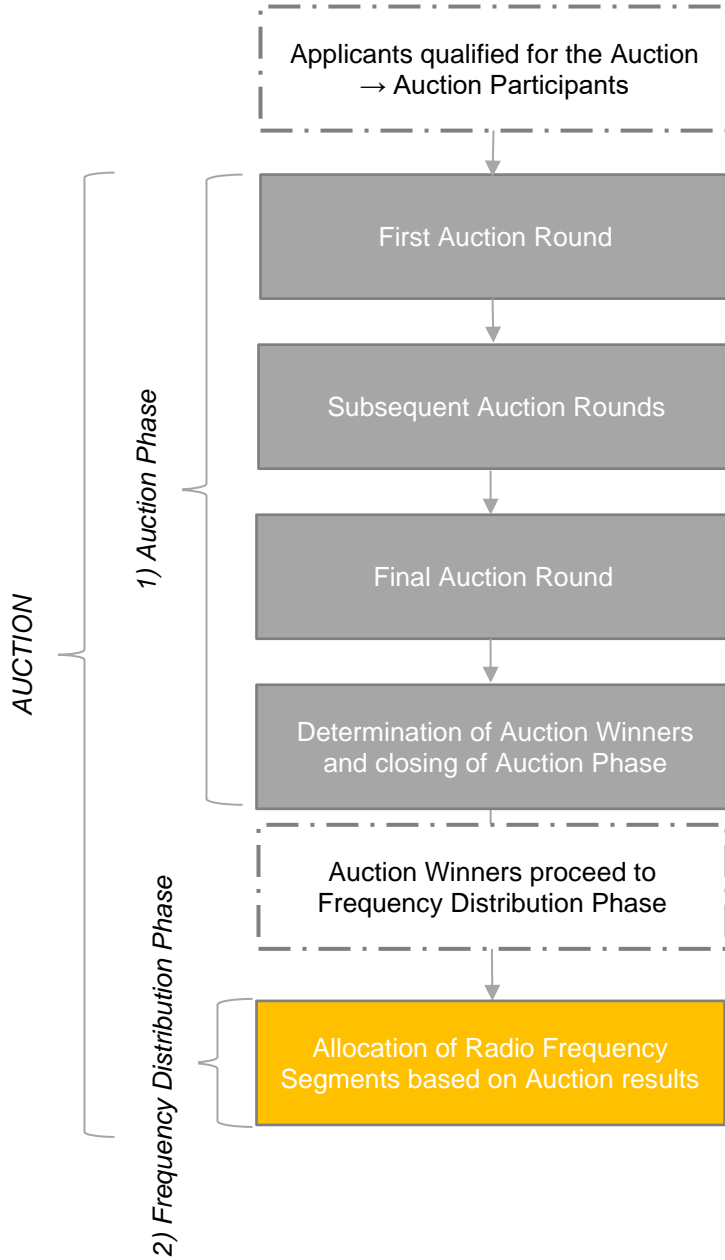 Applicants qualified for the Auction
→ Auction Participants
First Auction Round
Subsequent Auction Rounds
1) Auction Phase
Final Auction Round
AUCTION
Determination of Auction Winners
and closing of Auction Phase
Auction Winners proceed to
Frequency Distribution Phase
2) Frequency Distribution Phase
Allocation of Radio Frequency
Segments based on Auction results